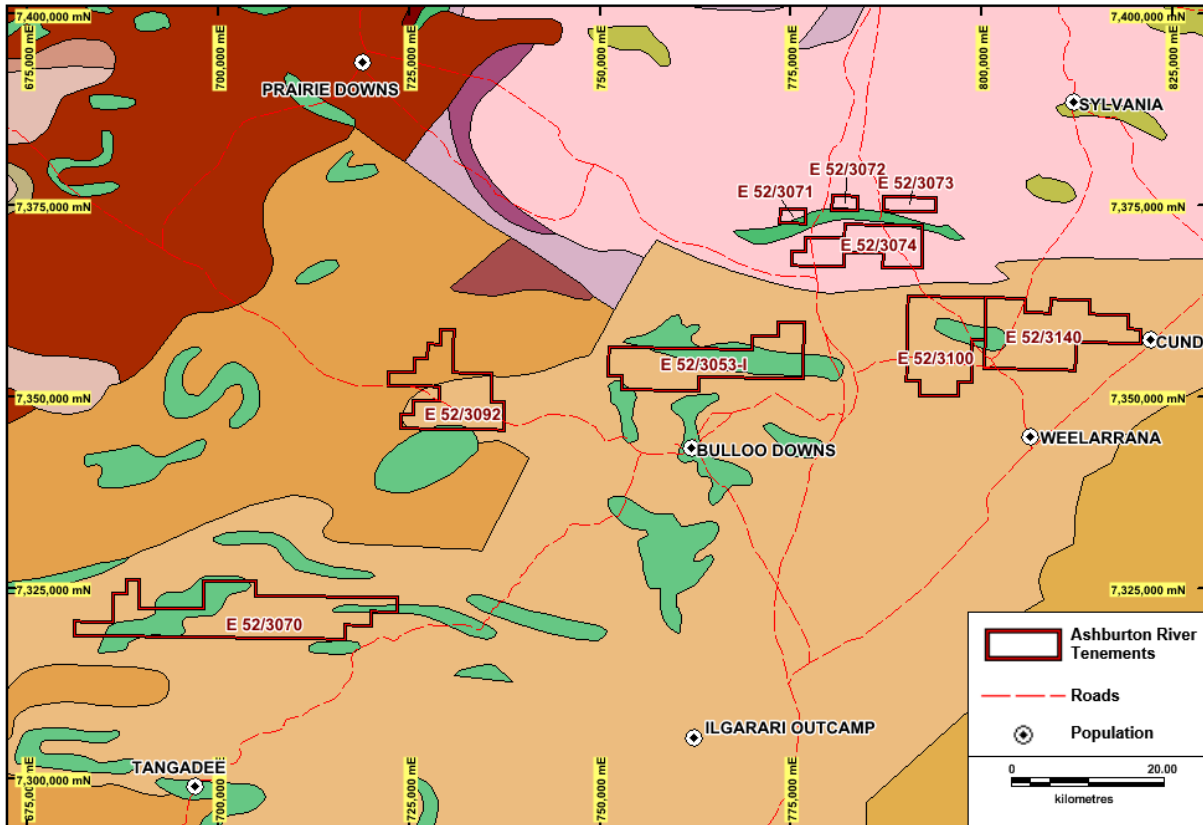 7,400,000 mN
7,400,000 mN
675,000 mE
700,000 mE
725,000 mE
750,000 mE
775,000 mE
800,000 mE
825,000 mE
PRAIRIE DOWNS
SYLVANIA
E 52/3072
E 52/3071
E 52/3073
7,375,000 mN
7,375,000 mN
E 52/3074
E 52/3140
CUND
E 52/3100
E 52/3053-I
7,350,000 mN
7,350,000 mN
E 52/3092
WEELARRANA
BULLOO DOWNS
7,325,000 mN
7,325,000 mN
E 52/3070
Ashburton River
Tenements
Roads
Population
ILGARARI OUTCAMP
TANGADEE
0 20.00
kilometres
7,300,000 mN
675,000 mE
700,000 mE
725,000 mE
750,000 mE
775,000 mE